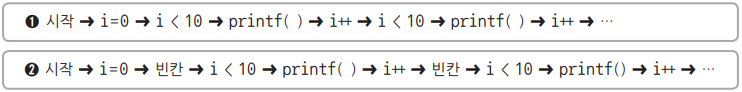 ❶ 시작 ➜ i=0 ➜ i < 10 ➜ printf( ) ➜ i++ ➜ i < 10 ➜ printf( ) ➜ i++ ➜ …
❷ 시작 ➜ i=0 ➜ 빈칸 ➜ i < 10 ➜ printf( ) ➜ i++ ➜ 빈칸 ➜ i < 10 ➜ printf() ➜ i++ ➜ …